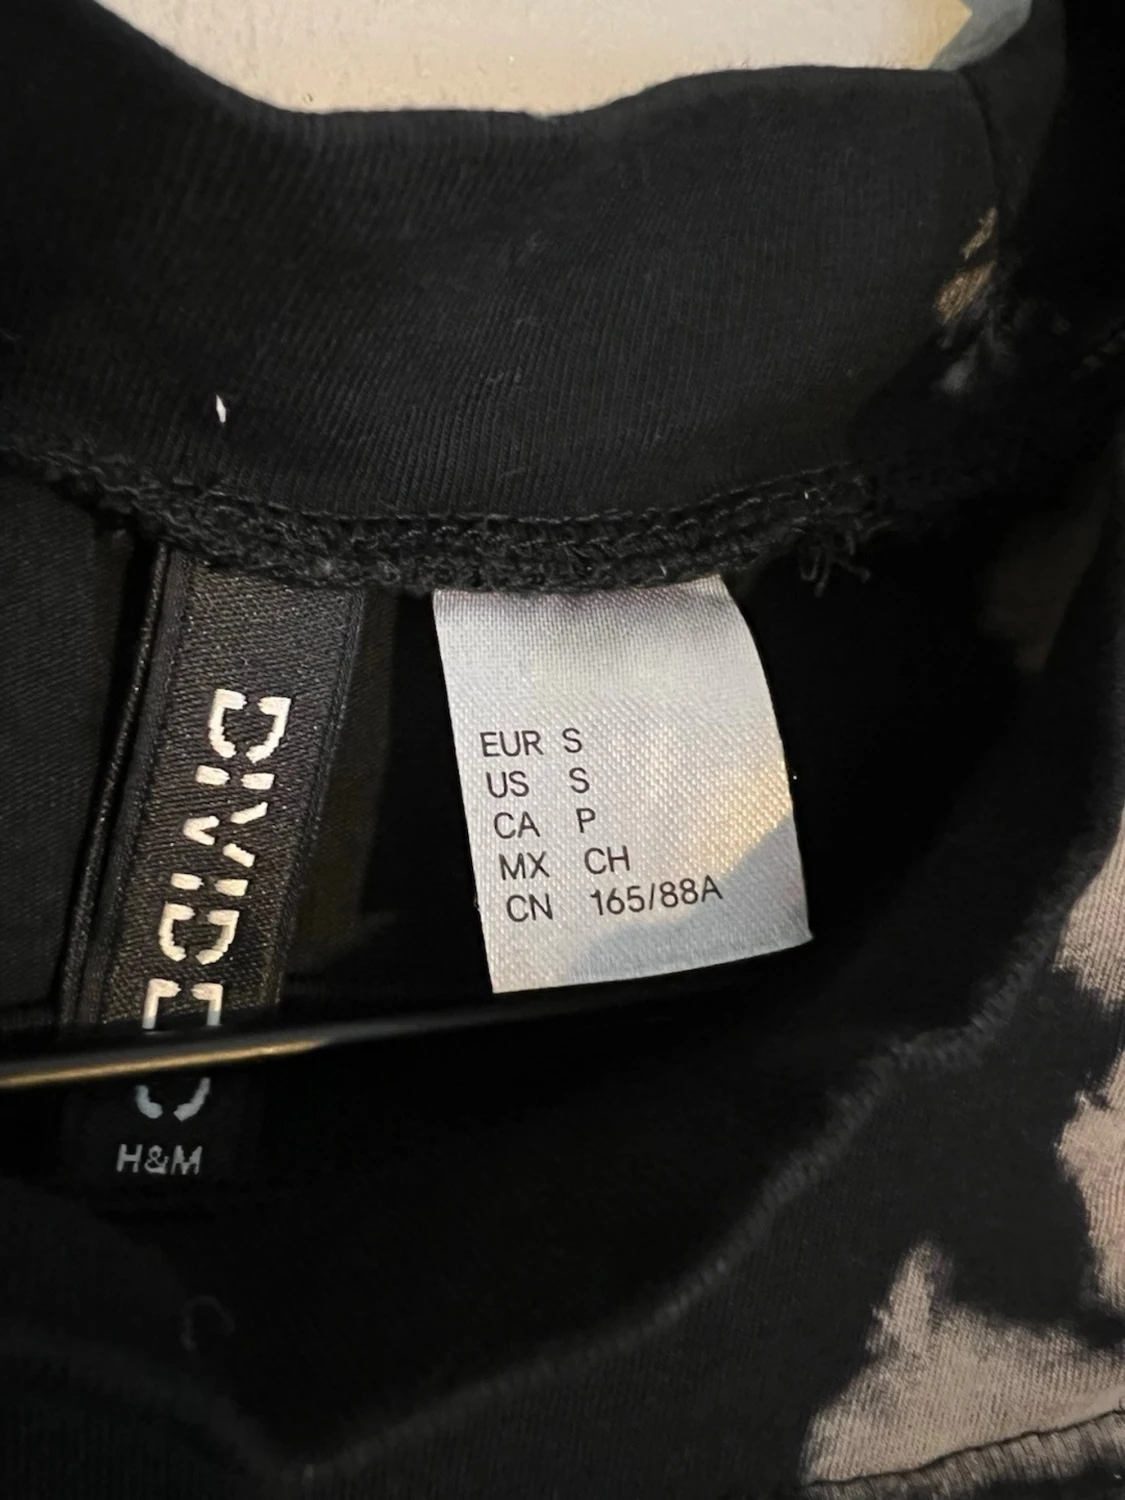 DIVIDED
H&M
EUR S
US S
CA P
MX CH
CN 165/88A